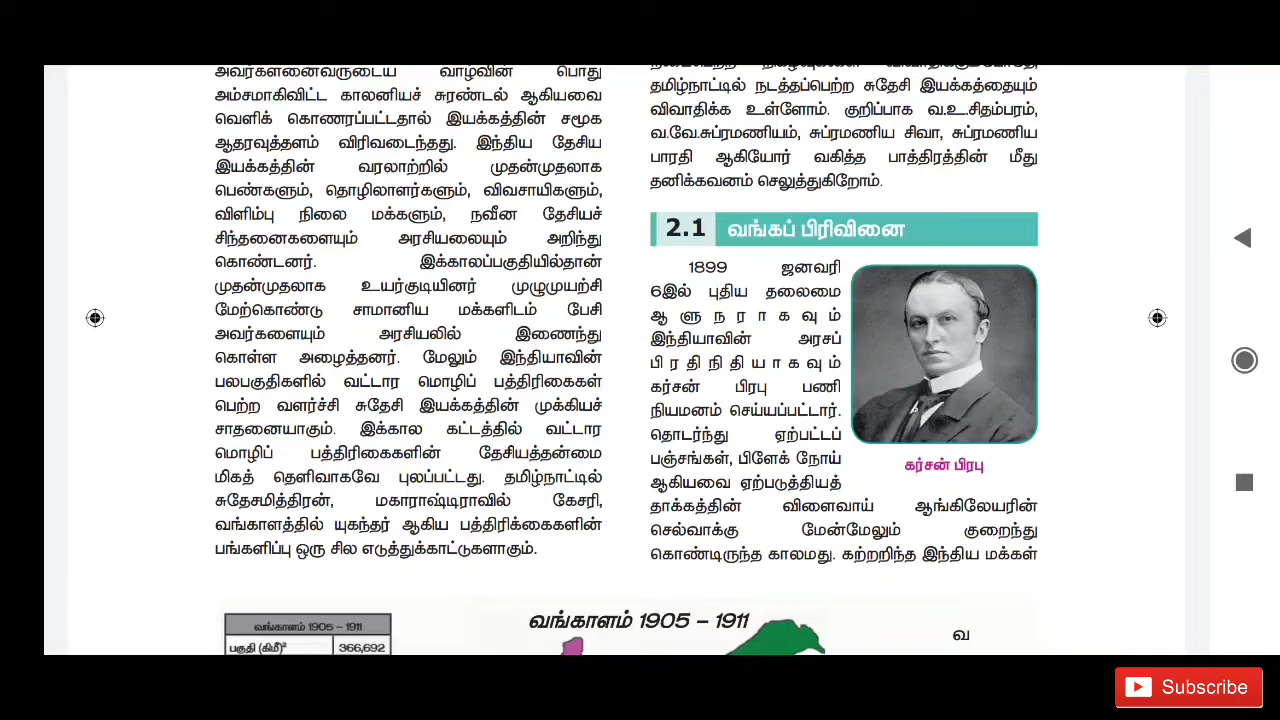 அவர்களனைவருடைய வாழ்வின் பொது
அம்சமாகிவிட்ட காலனியச் சுரண்டல் ஆகியவை
வெளிக் கொணரப்பட்டதால் இயக்கத்தின் சமூக
ஆதரவுத்தளம் விரிவடைந்தது. இந்திய தேசிய
இயக்கத்தின் வரலாற்றில் முதன்முதலாக
பெண்களும், தொழிலாளர்களும், விவசாயிகளும்,
விளிம்பு நிலை மக்களும், நவீன தேசியச்
சிந்தனைகளையும் அரசியலையும் அறிந்து
கொண்டனர். இக்காலப்பகுதியில்தான்
முதன்முதலாக உயர்குடியினர் முழுமுயற்சி
மேற்கொண்டு சாமானிய மக்களிடம் பேசி
அவர்களையும் அரசியலில் இணைந்து
கொள்ள அழைத்தனர். மேலும் இந்தியாவின்
பலபகுதிகளில் வட்டார மொழிப் பத்திரிகைகள்
பெற்ற வளர்ச்சி சுதேசி இயக்கத்தின் முக்கியச்
சாதனையாகும். இக்கால கட்டத்தில் வட்டார
மொழிப் பத்திரிகைகளின் தேசியத்தன்மை
மிகத் தெளிவாகவே புலப்பட்டது. தமிழ்நாட்டில்
சுதேசமித்திரன், மகாராஷ்டிராவில் கேசரி,
வங்காளத்தில் யுகந்தர் ஆகிய பத்திரிக்கைகளின்
பங்களிப்பு ஒரு சில எடுத்துக்காட்டுகளாகும்.
தமிழ்நாட்டில் நடத்தப்பெற்ற சுதேசி இயக்கத்தையும்
விவாதிக்க உள்ளோம். குறிப்பாக வ.உ.சிதம்பரம்,
வ.வே.சுப்ரமணியம், சுப்ரமணிய சிவா, சுப்ரமணிய
பாரதி ஆகியோர் வகித்த பாத்திரத்தின் மீது
தனிக்கவனம் செலுத்துகிறோம்.
2.1 வங்கப் பிரிவினை
1899 ஜனவரி
6இல் புதிய தலைமை
ஆளுநராகவும்
இந்தியாவின் அரசப்
பிரதிநிதியாகவும்
கர்சன் பிரபு பணி
நியமனம் செய்யப்பட்டார்.
தொடர்ந்து ஏற்பட்டப்
பஞ்சங்கள், பிளேக் நோய்
ஆகியவை ஏற்படுத்தியத்
தாக்கத்தின் விளைவாய் ஆங்கிலேயரின்
செல்வாக்கு மேன்மேலும் குறைந்து
கொண்டிருந்த காலமது. கற்றறிந்த இந்திய மக்கள்
கர்சன் பிரபு
வங்காளம் 1905 – 1911
வங்காளம் 1905 – 1911
பகுதி (கிமீ)² 366,692
வ
Subscribe